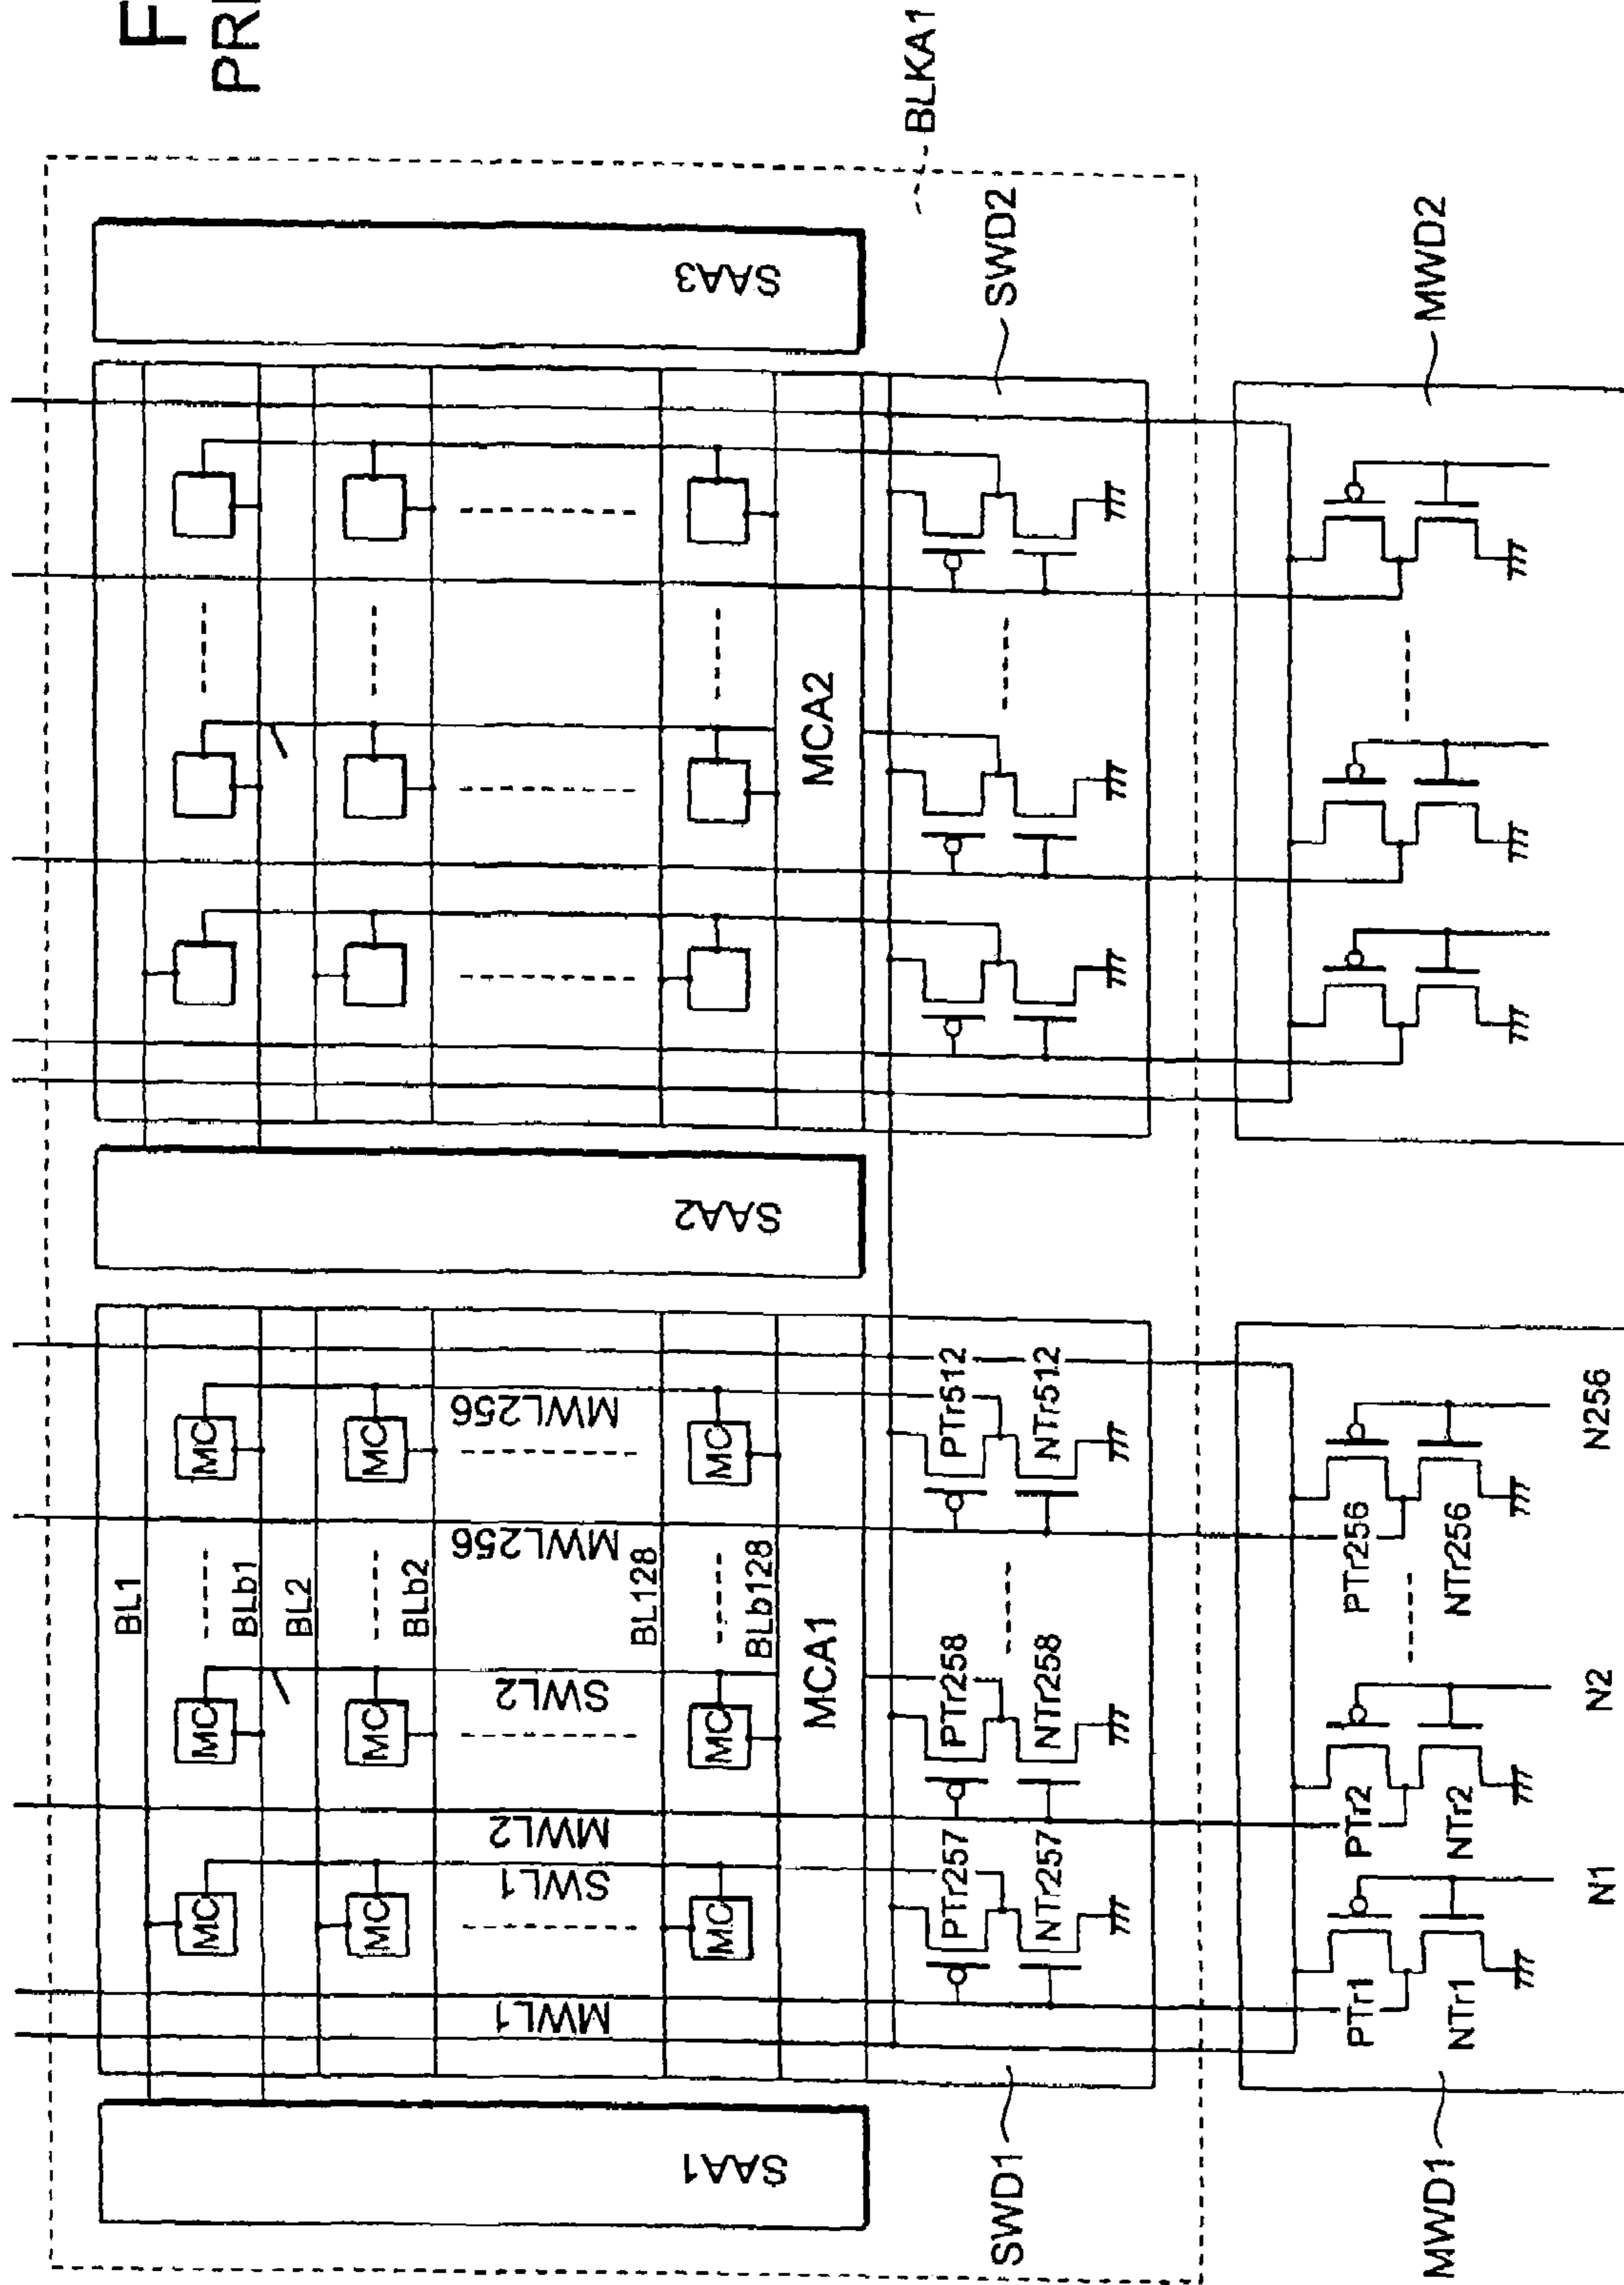 F
PRI
BLKA1
SAA1
SAA2
SAA3
BL1
BLb1
BL2
BLb2
BL128
BLb128
MC
MC
MC
MC
MC
MC
MC
MC
MC
MWL1
SWL1
MWL2
SWL2
MWL256
MWL256
MCA1
MCA2
SWD1
PTr257
NTr257
PTr258
NTr258
PTr512
NTr512
SWD2
MWD1
PTr1
NTr1
PTr2
NTr2
PTr256
NTr256
MWD2
N1
N2
N256